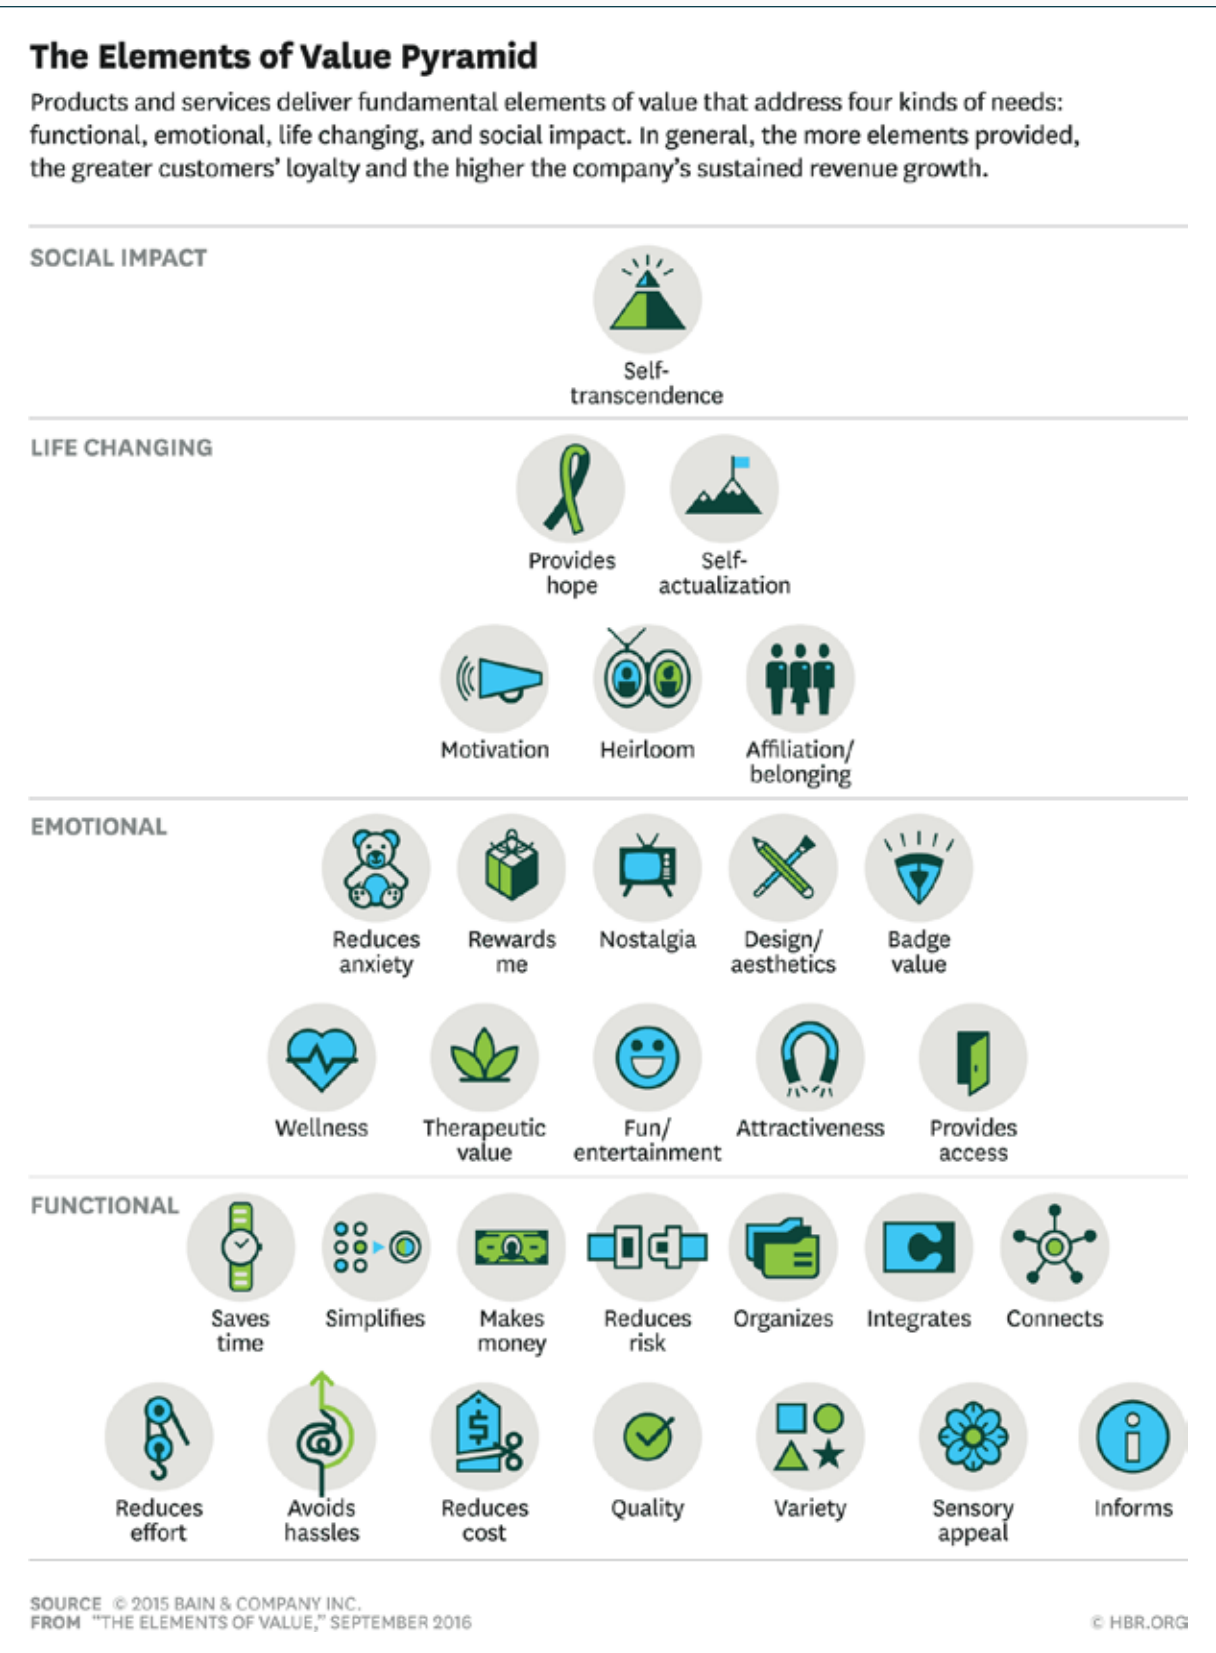 The Elements of Value Pyramid
Products and services deliver fundamental elements of value that address four kinds of needs:
functional, emotional, life changing, and social impact. In general, the more elements provided,
the greater customers’ loyalty and the higher the company’s sustained revenue growth.
SOCIAL IMPACT
Self-
transcendence
LIFE CHANGING
Provides
hope
Self-
actualization
Motivation
Heirloom
Affiliation/
belonging
EMOTIONAL
Reduces
anxiety
Rewards
me
Nostalgia
Design/
aesthetics
Badge
value
Wellness
Therapeutic
value
Fun/
entertainment
Attractiveness
Provides
access
FUNCTIONAL
Saves
time
Simplifies
Makes
money
Reduces
risk
Organizes
Integrates
Connects
Reduces
effort
Avoids
hassles
$
Reduces
cost
Quality
Variety
Sensory
appeal
i
Informs
SOURCE © 2015 BAIN & COMPANY INC.
FROM “THE ELEMENTS OF VALUE,” SEPTEMBER 2016
© HBR.ORG